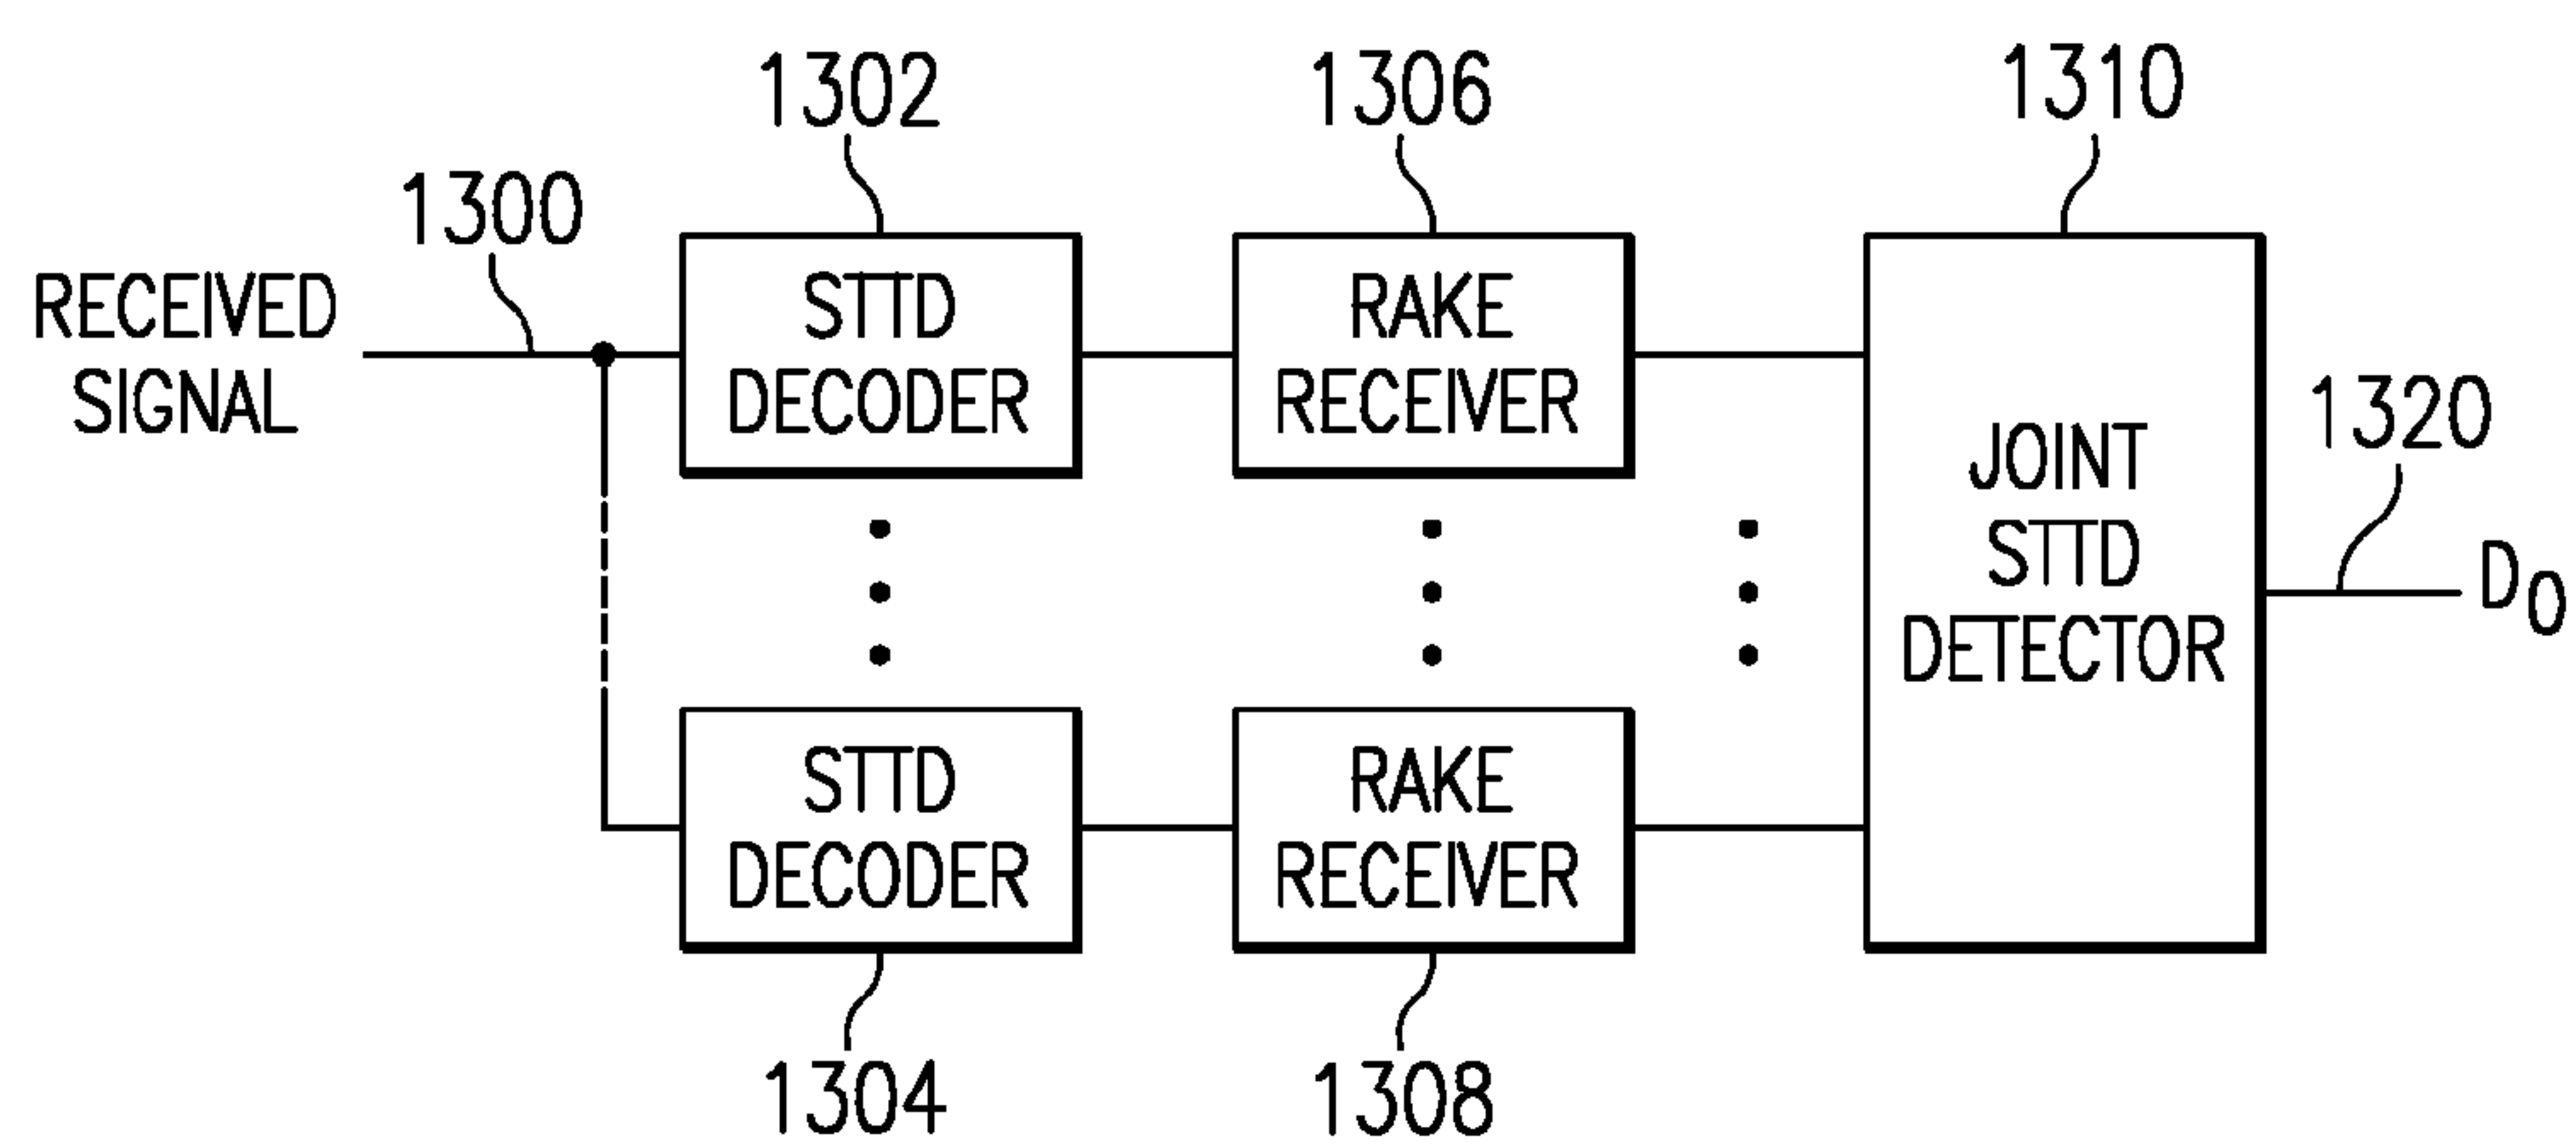 1302
1306
1310
1300
RECEIVED
SIGNAL
STTD
DECODER
RAKE
RECEIVER
JOINT
STTD
DETECTOR
1320
D0
STTD
DECODER
RAKE
RECEIVER
1304
1308